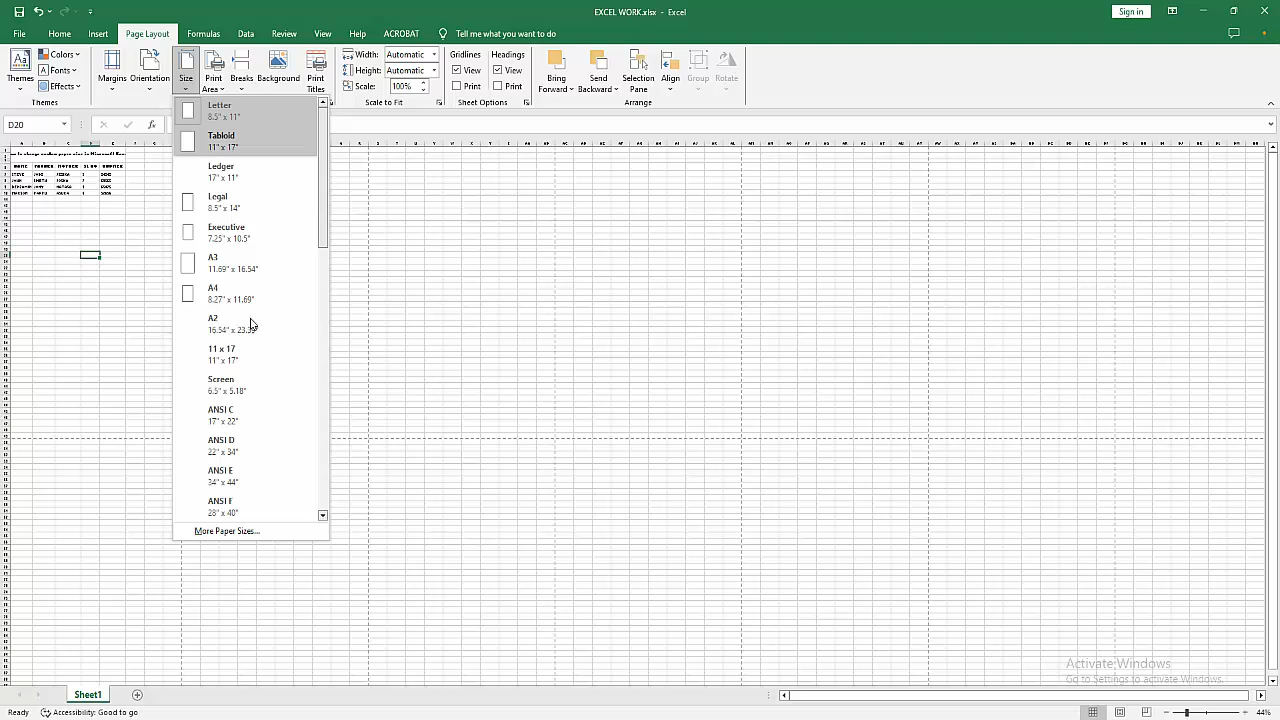 EXCEL WORK.xlsx - Excel
Sign in
File Home Insert Page Layout Formulas Data Review View Help ACROBAT Tell me what you want to do
Themes
Colors
Fonts
Effects
Themes
Margins
Orientation
Size
Print Area
Breaks
Background
Print Titles
Width: Automatic
Height: Automatic
Scale: 100%
Scale to Fit
Gridlines
View
Print
Headings
View
Print
Sheet Options
Bring Forward
Send Backward
Selection Pane
Align
Group
Rotate
Arrange
D20
fx
Letter
8.5" x 11"
Tabloid
11" x 17"
Ledger
17" x 11"
Legal
8.5" x 14"
Executive
7.25" x 10.5"
A3
11.69" x 16.54"
A4
8.27" x 11.69"
A2
16.54" x
11 x 17
11" x 17"
Screen
6.5" x 5.18"
ANSI C
17" x 22"
ANSI D
22" x 34"
ANSI E
34" x 44"
ANSI F
28" x 40"
More Paper Sizes...
Activate Windows
Go to Settings to activate Windows.
Sheet1
Ready
Accessibility: Good to go
44%